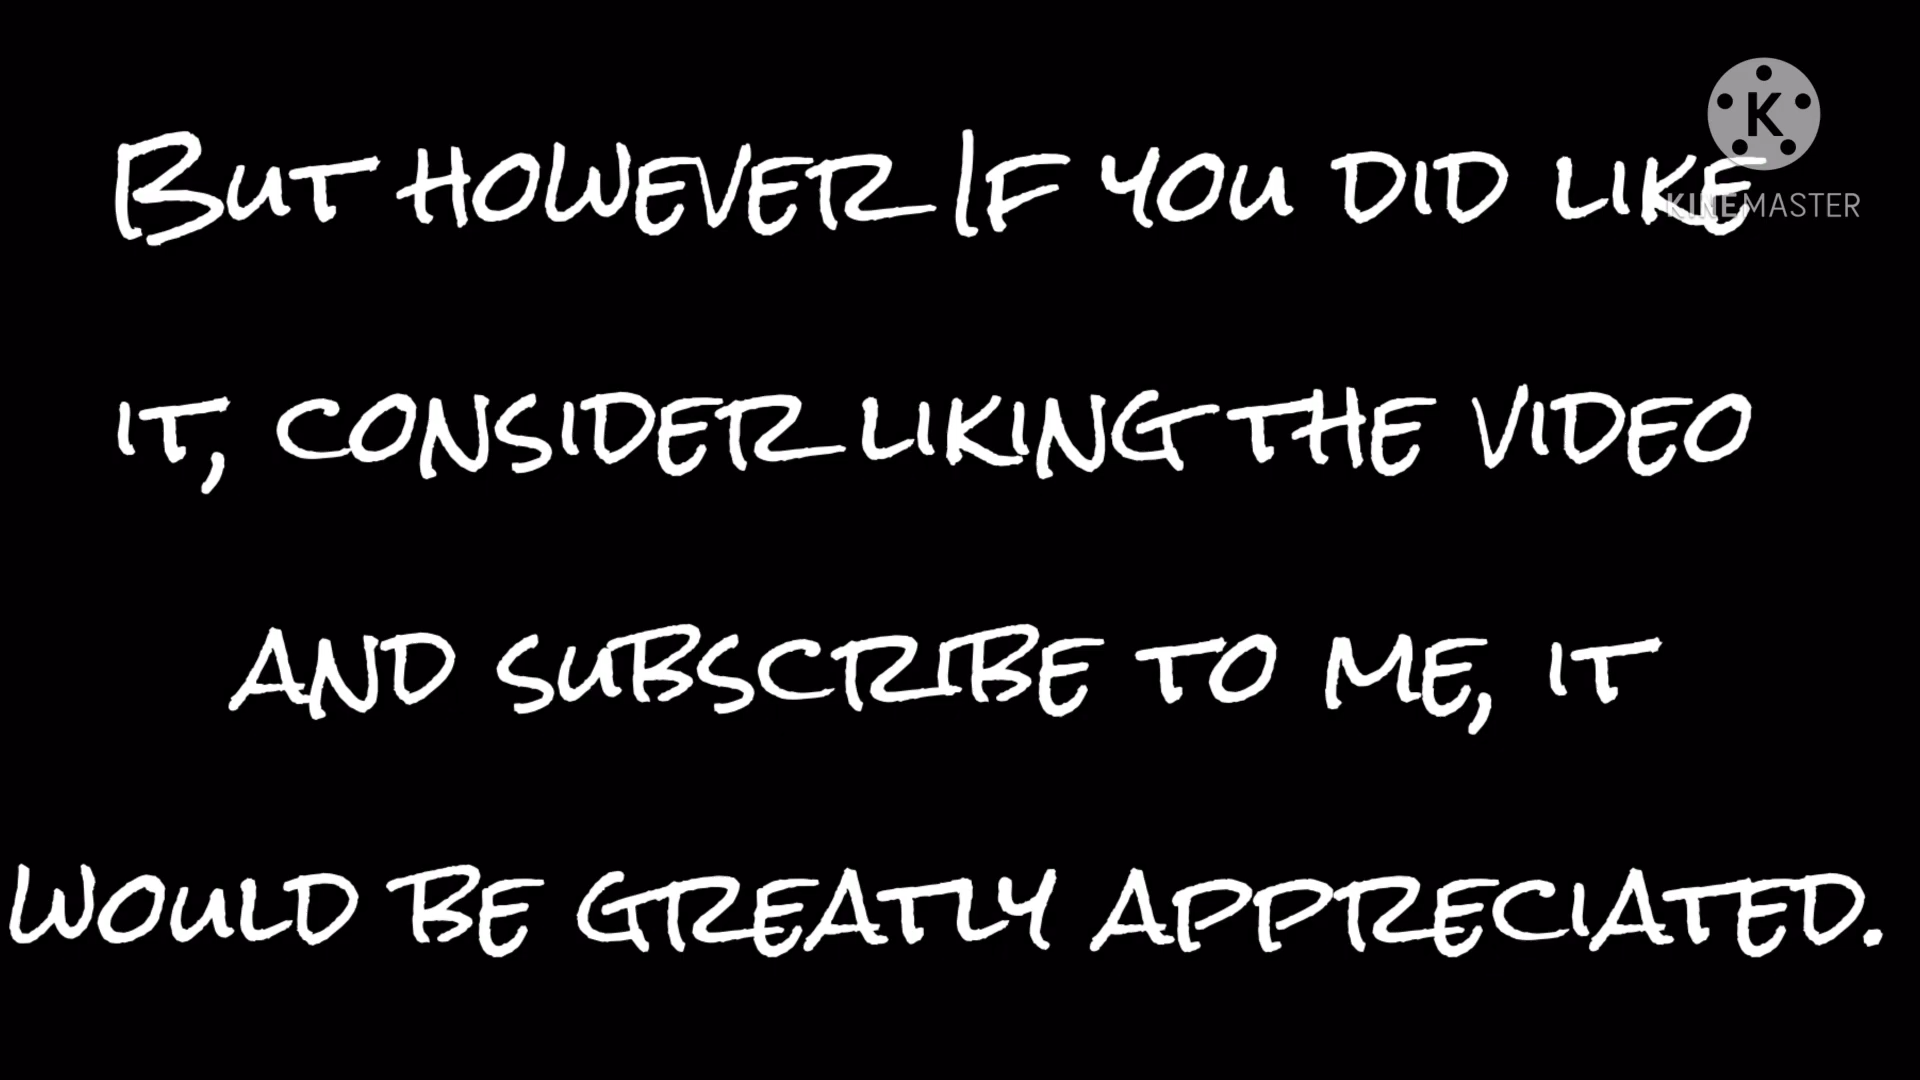 But however If you did like
it, consider liking the video
and subscribe to me, it
would be greatly appreciated.
K
KINEMASTER